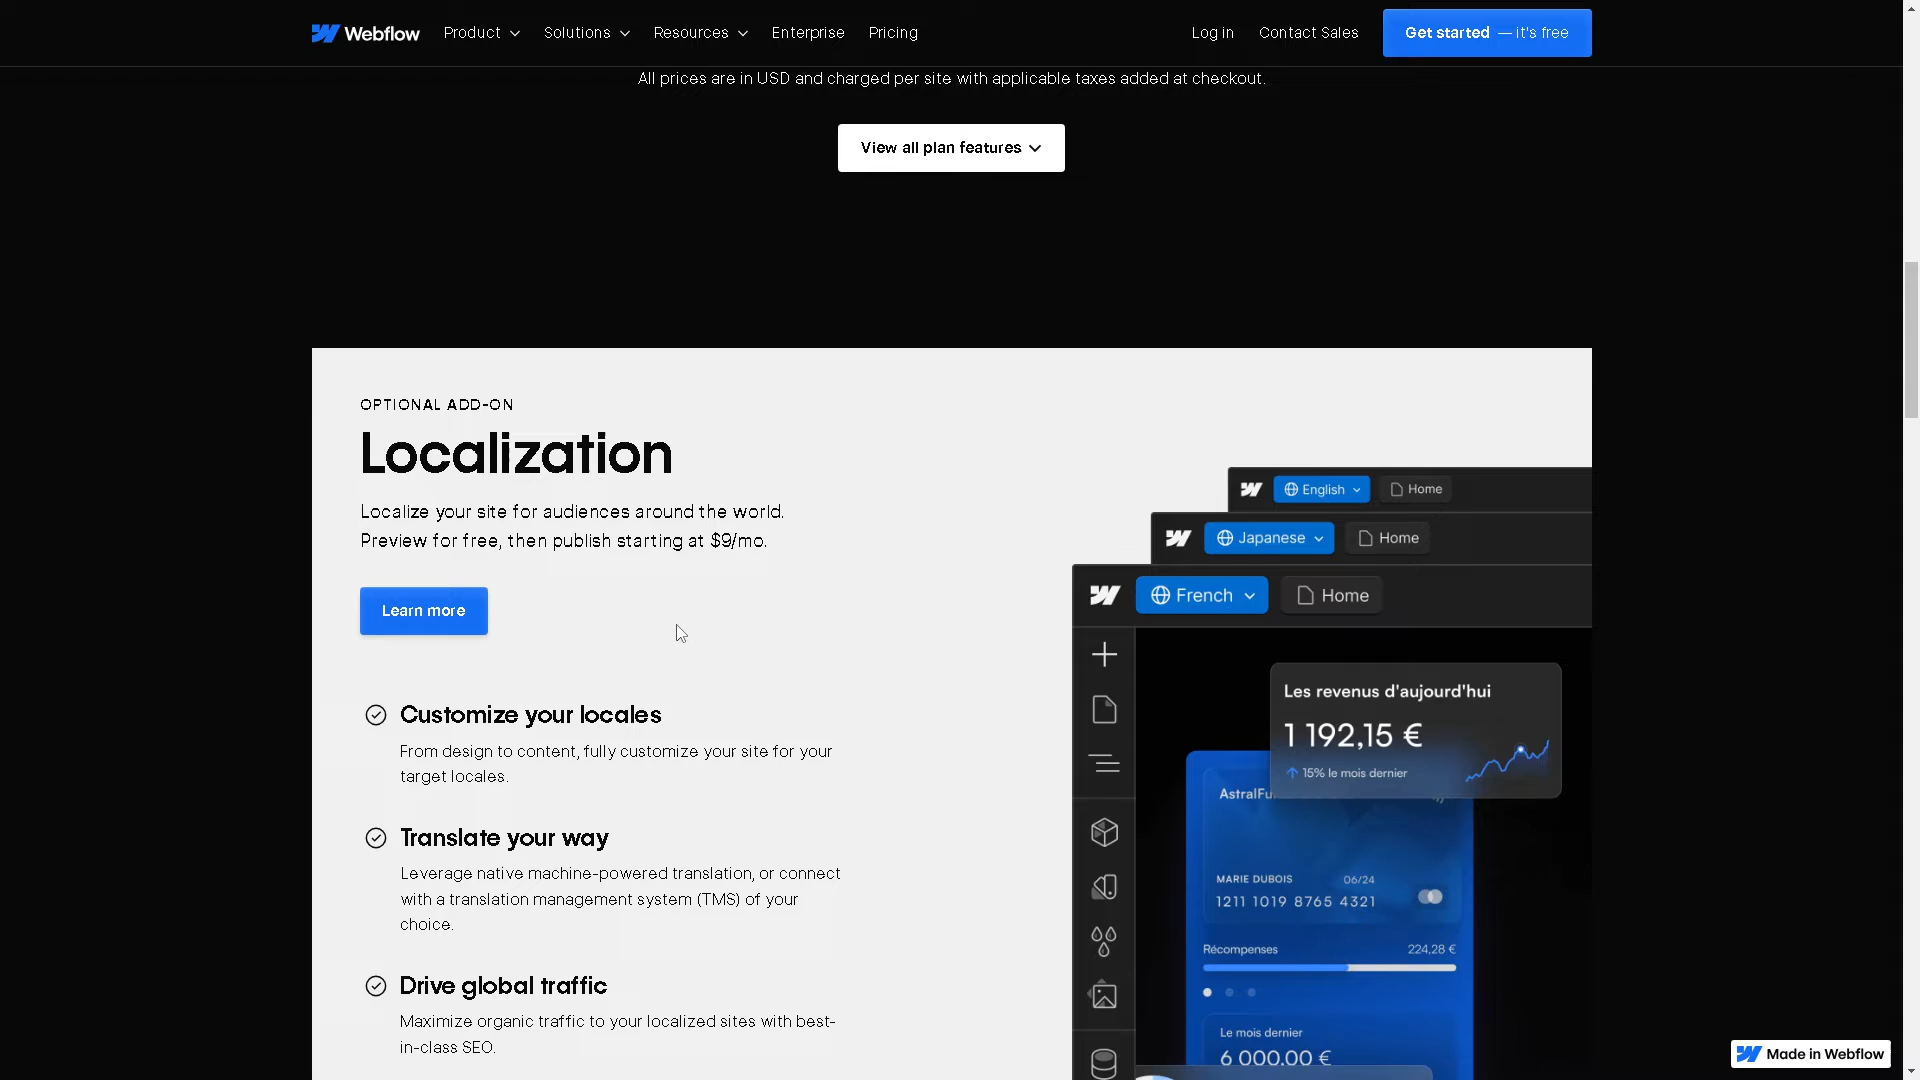 Webflow
Product
Solutions
Resources
Enterprise
Pricing
Log in
Contact Sales
Get started — it's free
All prices are in USD and charged per site with applicable taxes added at checkout.
View all plan features
OPTIONAL ADD-ON
Localization
Localize your site for audiences around the world.
Preview for free, then publish starting at $9/mo.
Learn more
Customize your locales
From design to content, fully customize your site for your
target locales.
Translate your way
Leverage native machine-powered translation, or connect
with a translation management system (TMS) of your
choice.
Drive global traffic
Maximize organic traffic to your localized sites with best-
in-class SEO.
English
Home
Japanese
Home
French
Home
Les revenus d'aujourd'hui
1 192,15 €
15% le mois dernier
MARIE DUBOIS
06/24
1211 1019 8765 4321
Récompenses
224,28 €
Le mois dernier
6 000,00 €
Made in Webflow